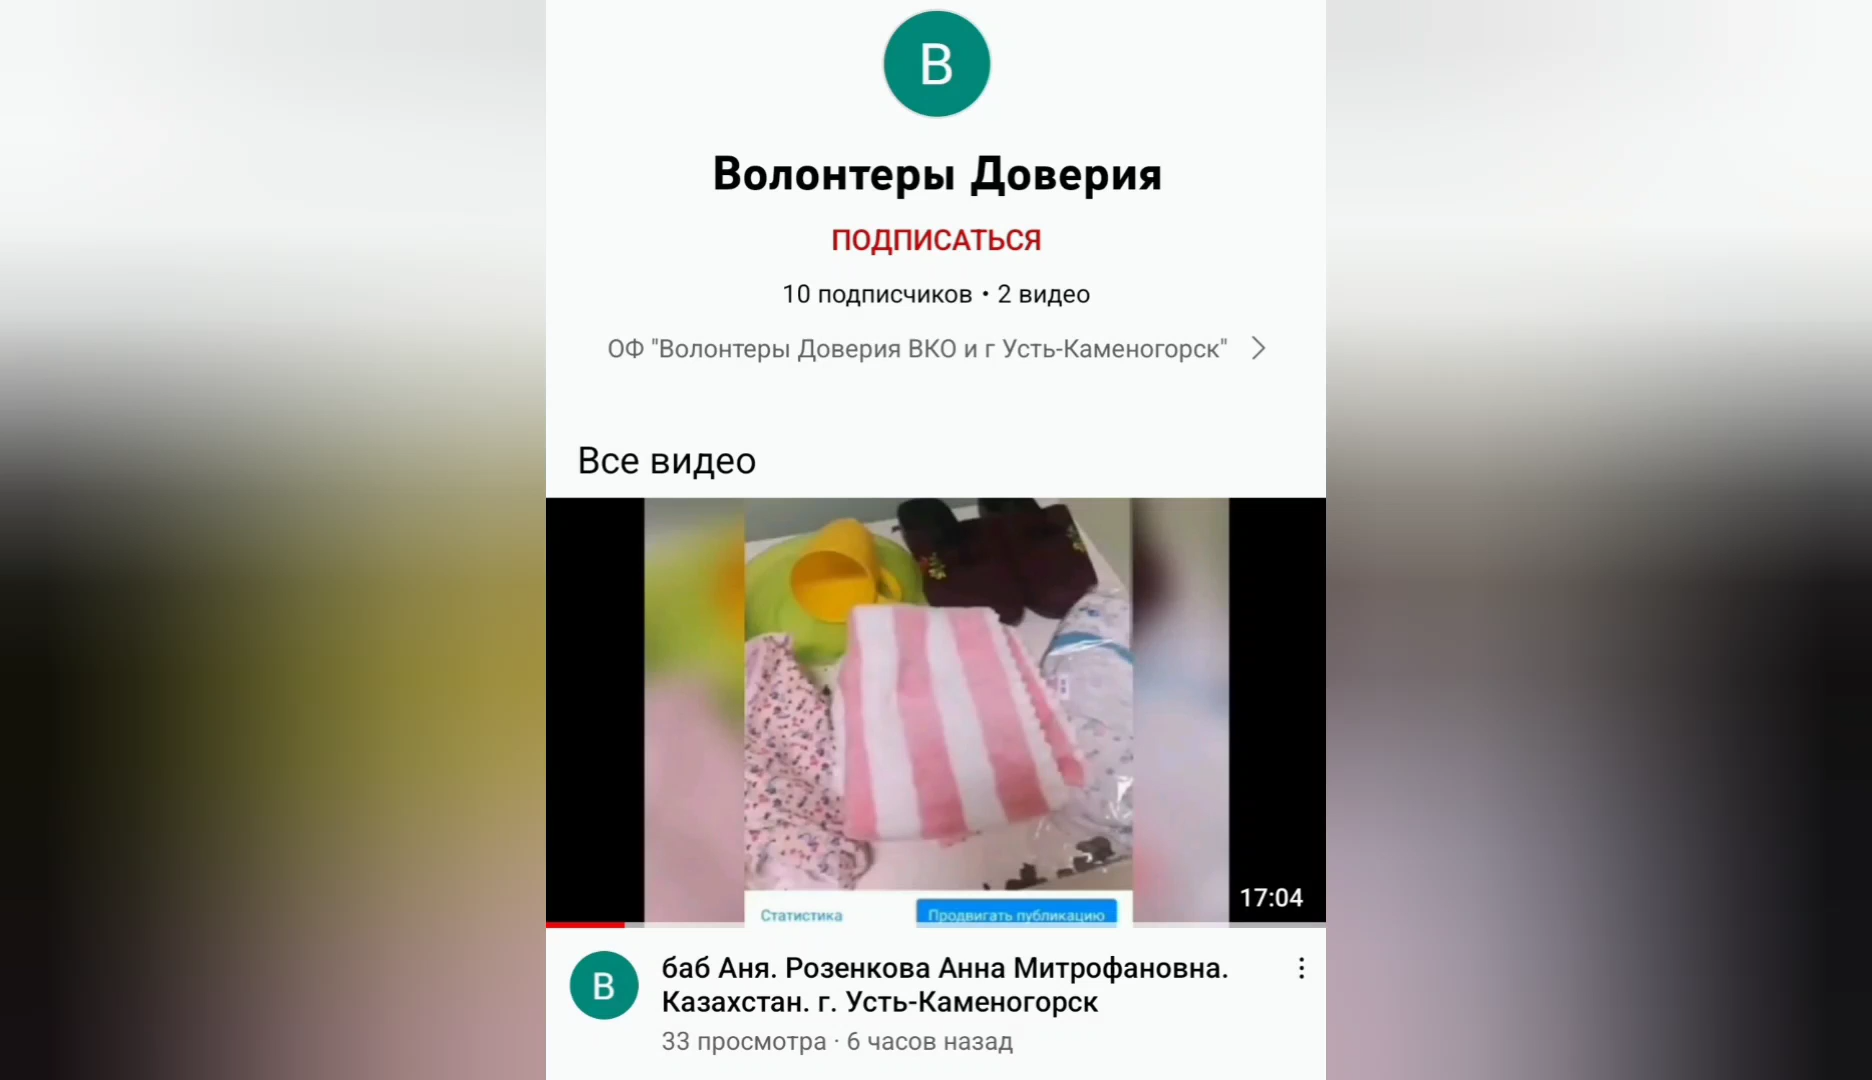 В
Волонтеры Доверия
ПОДПИСАТЬСЯ
10 подписчиков • 2 видео
ОФ "Волонтеры Доверия ВКО и г Усть-Каменогорск"
Все видео
17:04
Статистика
Продвигать публикацию
В
баб Аня. Розенкова Анна Митрофановна.
Казахстан. г. Усть-Каменогорск
33 просмотра · 6 часов назад